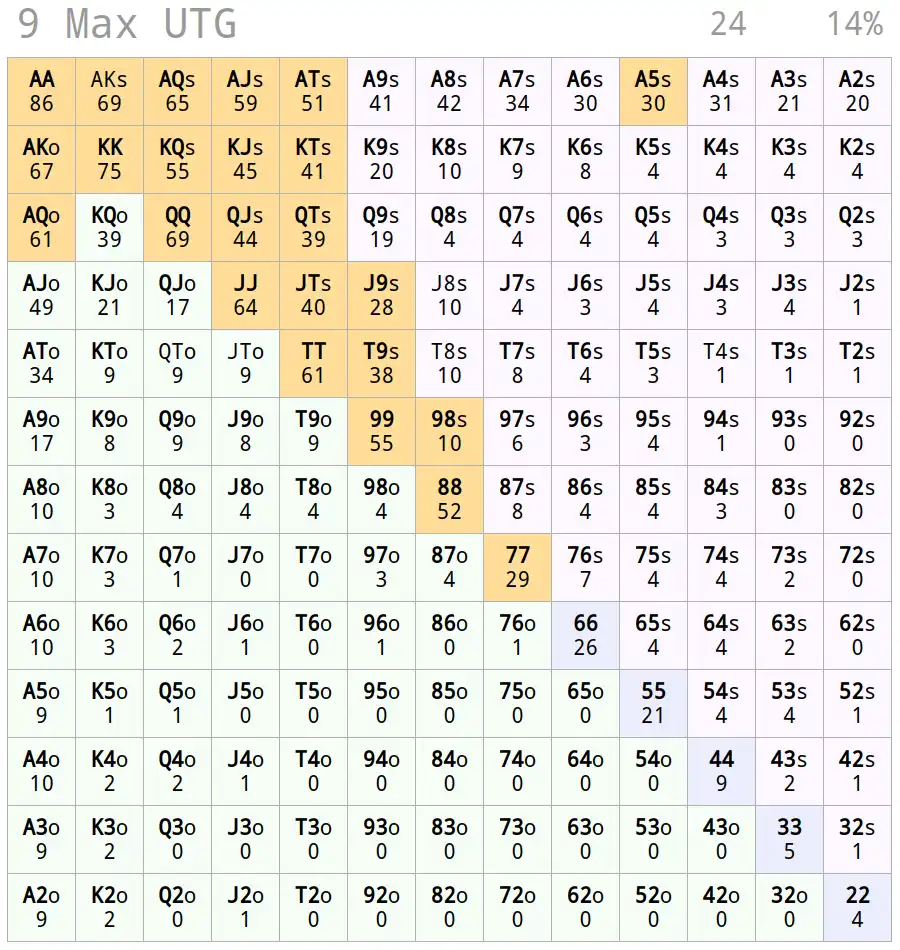 9 Max UTG 24 14%
AA AKs AQs AJs ATs A9s A8s A7s A6s A5s A4s A3s A2s
86 69 65 59 51 41 42 34 30 30 31 21 20
AKo KK KQs KJs KTs K9s K8s K7s K6s K5s K4s K3s K2s
67 75 55 45 41 20 10 9 8 4 4 4 4
AQo KQo QQ QJs QTs Q9s Q8s Q7s Q6s Q5s Q4s Q3s Q2s
61 39 69 44 39 19 4 4 4 4 3 3 3
AJo KJo QJo JJ JTs J9s J8s J7s J6s J5s J4s J3s J2s
49 21 17 64 40 28 10 4 3 4 3 4 1
ATo KTo QTo JTo TT T9s T8s T7s T6s T5s T4s T3s T2s
34 9 9 9 61 38 10 8 4 3 1 1 1
A9o K9o Q9o J9o T9o 99 98s 97s 96s 95s 94s 93s 92s
17 8 9 8 9 55 10 6 3 4 1 0 0
A8o K8o Q8o J8o T8o 98o 88 87s 86s 85s 84s 83s 82s
10 3 4 4 4 4 52 8 4 4 3 0 0
A7o K7o Q7o J7o T7o 97o 87o 77 76s 75s 74s 73s 72s
10 3 1 0 0 3 4 29 7 4 4 2 0
A6o K6o Q6o J6o T6o 96o 86o 76o 66 65s 64s 63s 62s
10 3 2 1 0 1 0 1 26 4 4 2 0
A5o K5o Q5o J5o T5o 95o 85o 75o 65o 55 54s 53s 52s
9 1 1 0 0 0 0 0 0 21 4 4 1
A4o K4o Q4o J4o T4o 94o 84o 74o 64o 54o 44 43s 42s
10 2 2 1 0 0 0 0 0 0 9 2 1
A3o K3o Q3o J3o T3o 93o 83o 73o 63o 53o 43o 33 32s
9 2 0 0 0 0 0 0 0 0 0 5 1
A2o K2o Q2o J2o T2o 92o 82o 72o 62o 52o 42o 32o 22
9 2 0 1 0 0 0 0 0 0 0 0 4